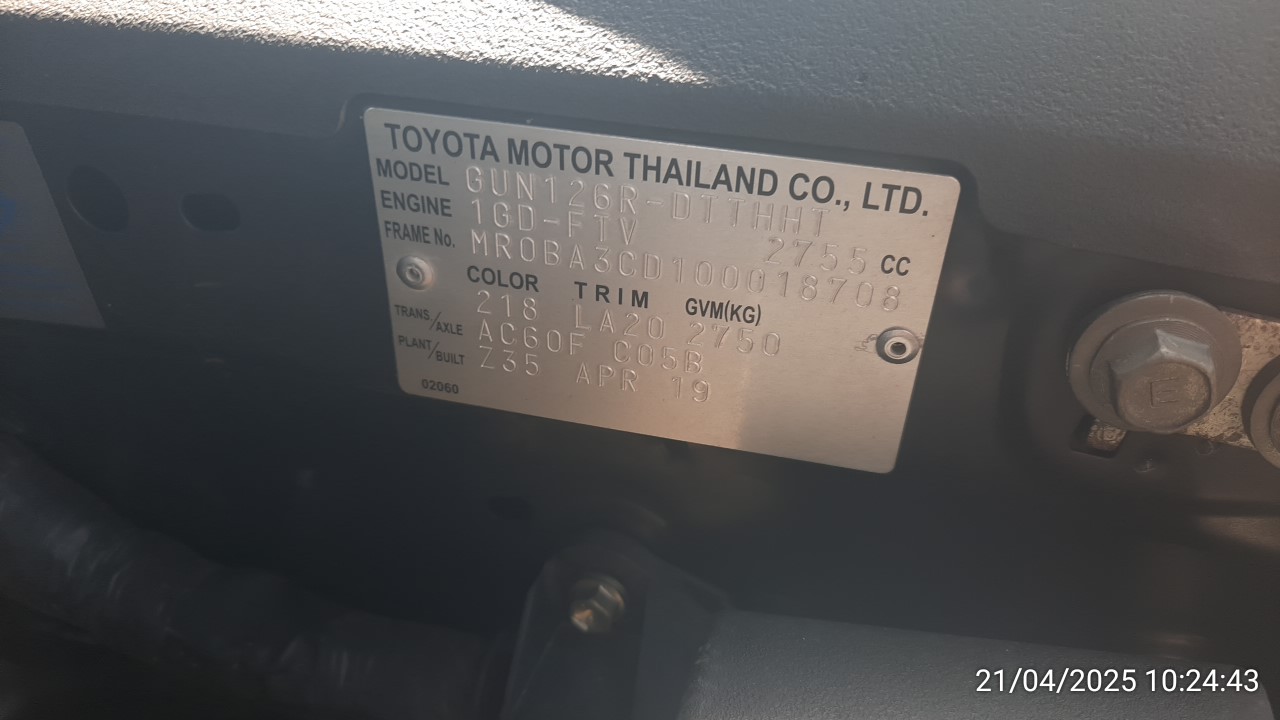 TOYOTA MOTOR THAILAND CO., LTD.
MODEL GUN126R-DTTHHT
ENGINE 1GD-FTV 2755 CC
FRAME No. MR0BA3CD100018708
COLOR TRIM GVM(KG)
218 LA20 2750
TRANS/AXLE AC60F C05B
PLANT/BUILT Z35 APR 19
02060
E
21/04/2025 10:24:43